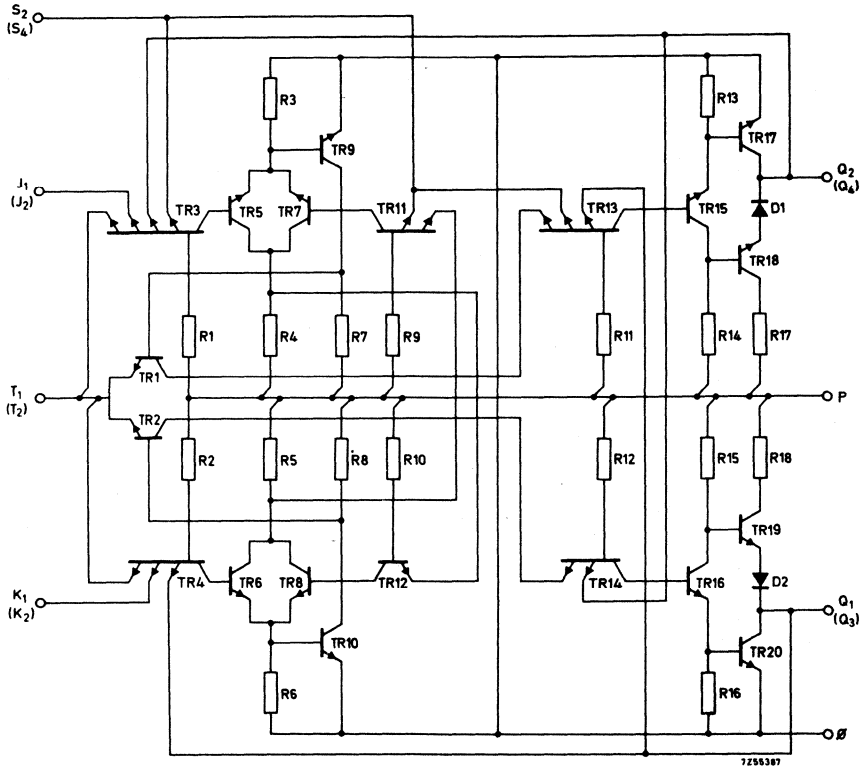 S2
(S4)
R3
R13
TR9
TR17
J1
(J2)
Q2
(Q4)
TR3
TR5
TR7
TR11
TR13
TR15
D1
TR18
R1
R4
R7
R9
R11
R14
R17
TR1
T1
(T2)
P
TR2
R2
R5
R8
R10
R12
R15
R18
TR19
TR4
TR6
TR8
TR12
TR14
TR16
D2
K1
(K2)
Q1
(Q3)
TR10
TR20
R6
R16
Ø
7Z55387